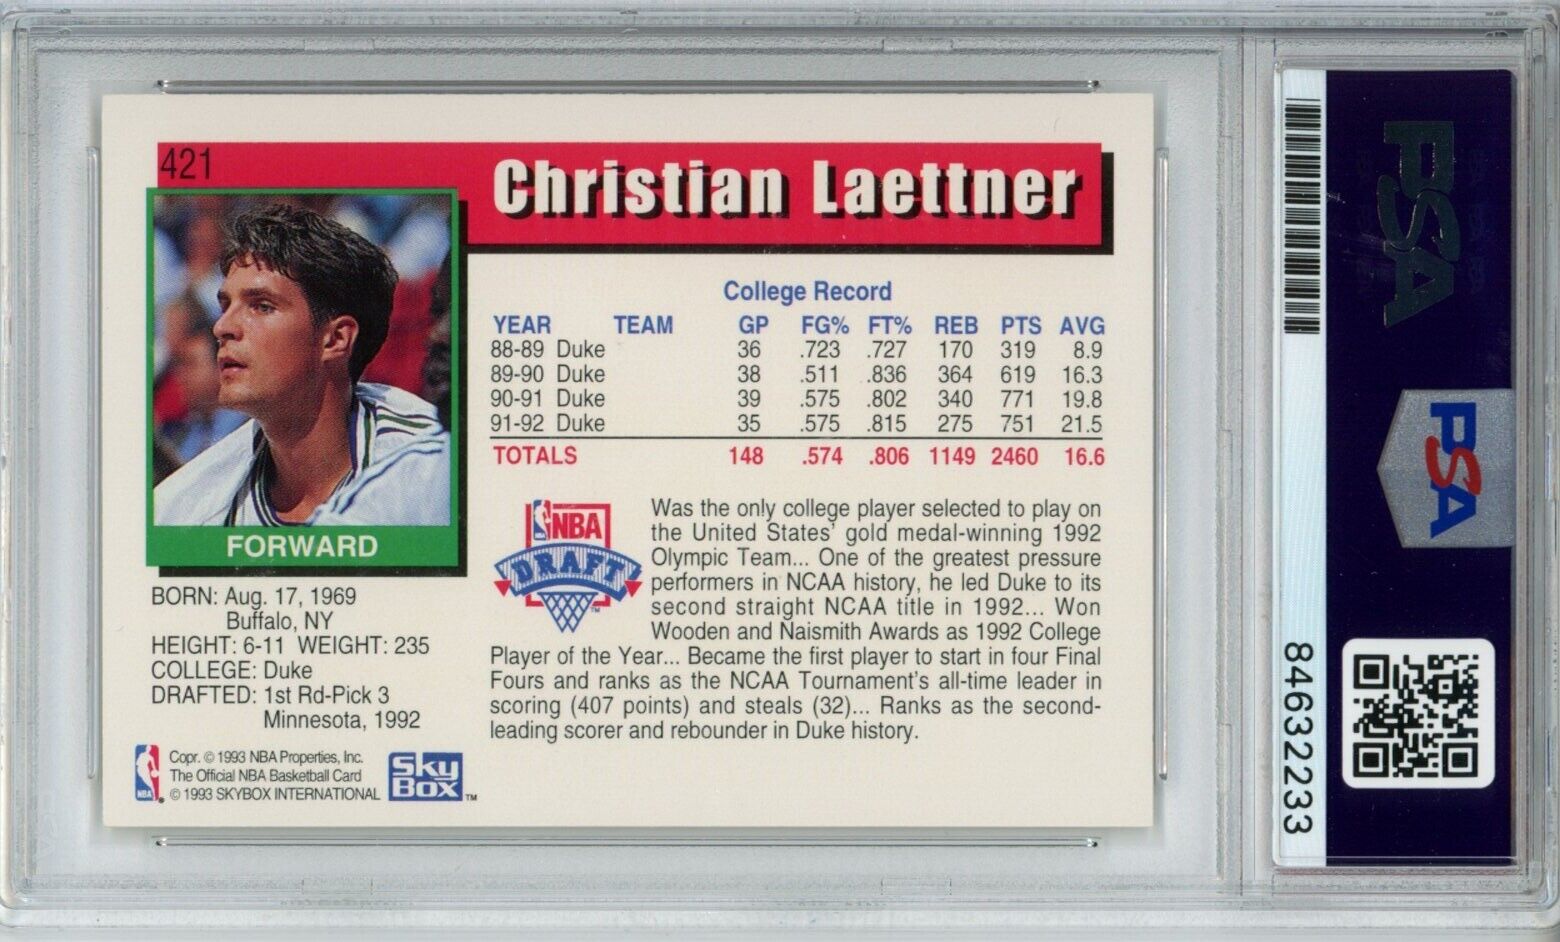 421
Christian Laettner
FORWARD
BORN: Aug. 17, 1969
Buffalo, NY
HEIGHT: 6-11 WEIGHT: 235
COLLEGE: Duke
DRAFTED: 1st Rd-Pick 3
Minnesota, 1992
College Record
YEAR TEAM GP FG% FT% REB PTS AVG
88-89 Duke 36 .723 .727 170 319 8.9
89-90 Duke 38 .511 .836 364 619 16.3
90-91 Duke 39 .575 .802 340 771 19.8
91-92 Duke 35 .575 .815 275 751 21.5
TOTALS 148 .574 .806 1149 2460 16.6
NBA
NBA
DRAFT
TM
Was the only college player selected to play on
the United States' gold medal-winning 1992
Olympic Team... One of the greatest pressure
performers in NCAA history, he led Duke to its
second straight NCAA title in 1992... Won
Wooden and Naismith Awards as 1992 College
Player of the Year... Became the first player to start in four Final
Fours and ranks as the NCAA Tournament's all-time leader in
scoring (407 points) and steals (32)... Ranks as the second-
leading scorer and rebounder in Duke history.
NBA ®
Copr. © 1993 NBA Properties, Inc.
The Official NBA Basketball Card
© 1993 SKYBOX INTERNATIONAL
Sky
Box TM
PSA
PSA
84632233